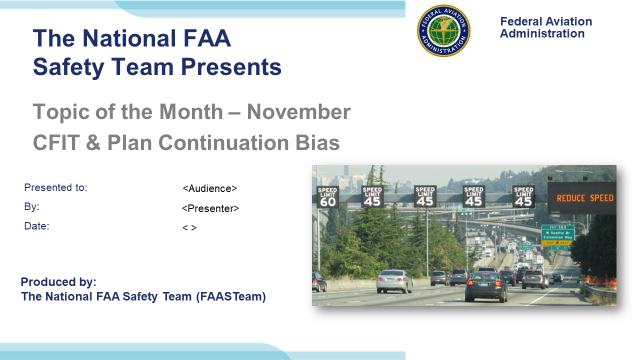 The National FAA
Safety Team Presents
FEDERAL AVIATION
ADMINISTRATION
Federal Aviation
Administration
Topic of the Month – November
CFIT & Plan Continuation Bias
Presented to:
<Audience>
By:
<Presenter>
Date:
< >
Produced by:
The National FAA Safety Team (FAASTeam)
SPEED
LIMIT
60
SPEED
LIMIT
45
SPEED
LIMIT
45
SPEED
LIMIT
45
SPEED
LIMIT
45
REDUCE SPEED